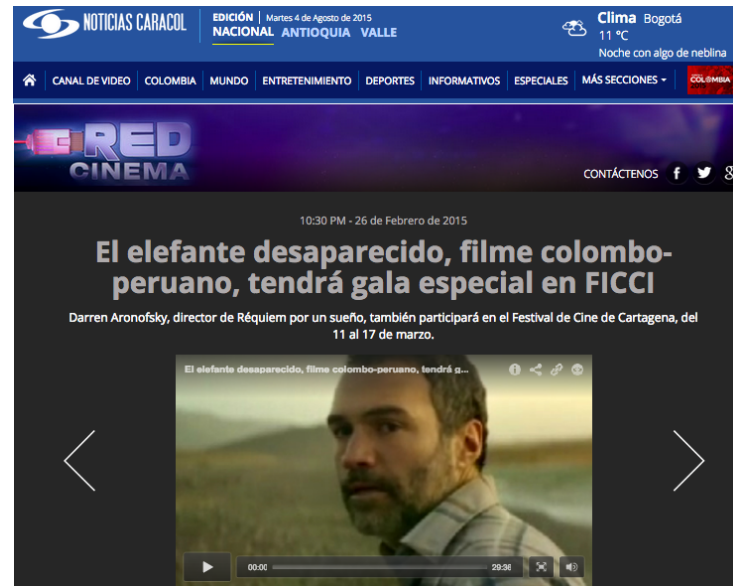 NOTICIAS CARACOL
EDICIÓN | Martes 4 de Agosto de 2015
NACIONAL ANTIOQUIA VALLE
Clima Bogotá
11 °C
Noche con algo de neblina
CANAL DE VIDEO COLOMBIA MUNDO ENTRETENIMIENTO DEPORTES INFORMATIVOS ESPECIALES MÁS SECCIONES COLOMBIA
RED
CINEMA
CONTÁCTENOS
10:30 PM - 26 de Febrero de 2015
El elefante desaparecido, filme colombo-
peruano, tendrá gala especial en FICCI
Darren Aronofsky, director de Réquiem por un sueño, también participará en el Festival de Cine de Cartagena, del
11 al 17 de marzo.
El elefante desaparecido, filme colombo-peruano, tendrá g...
00:00 29:36